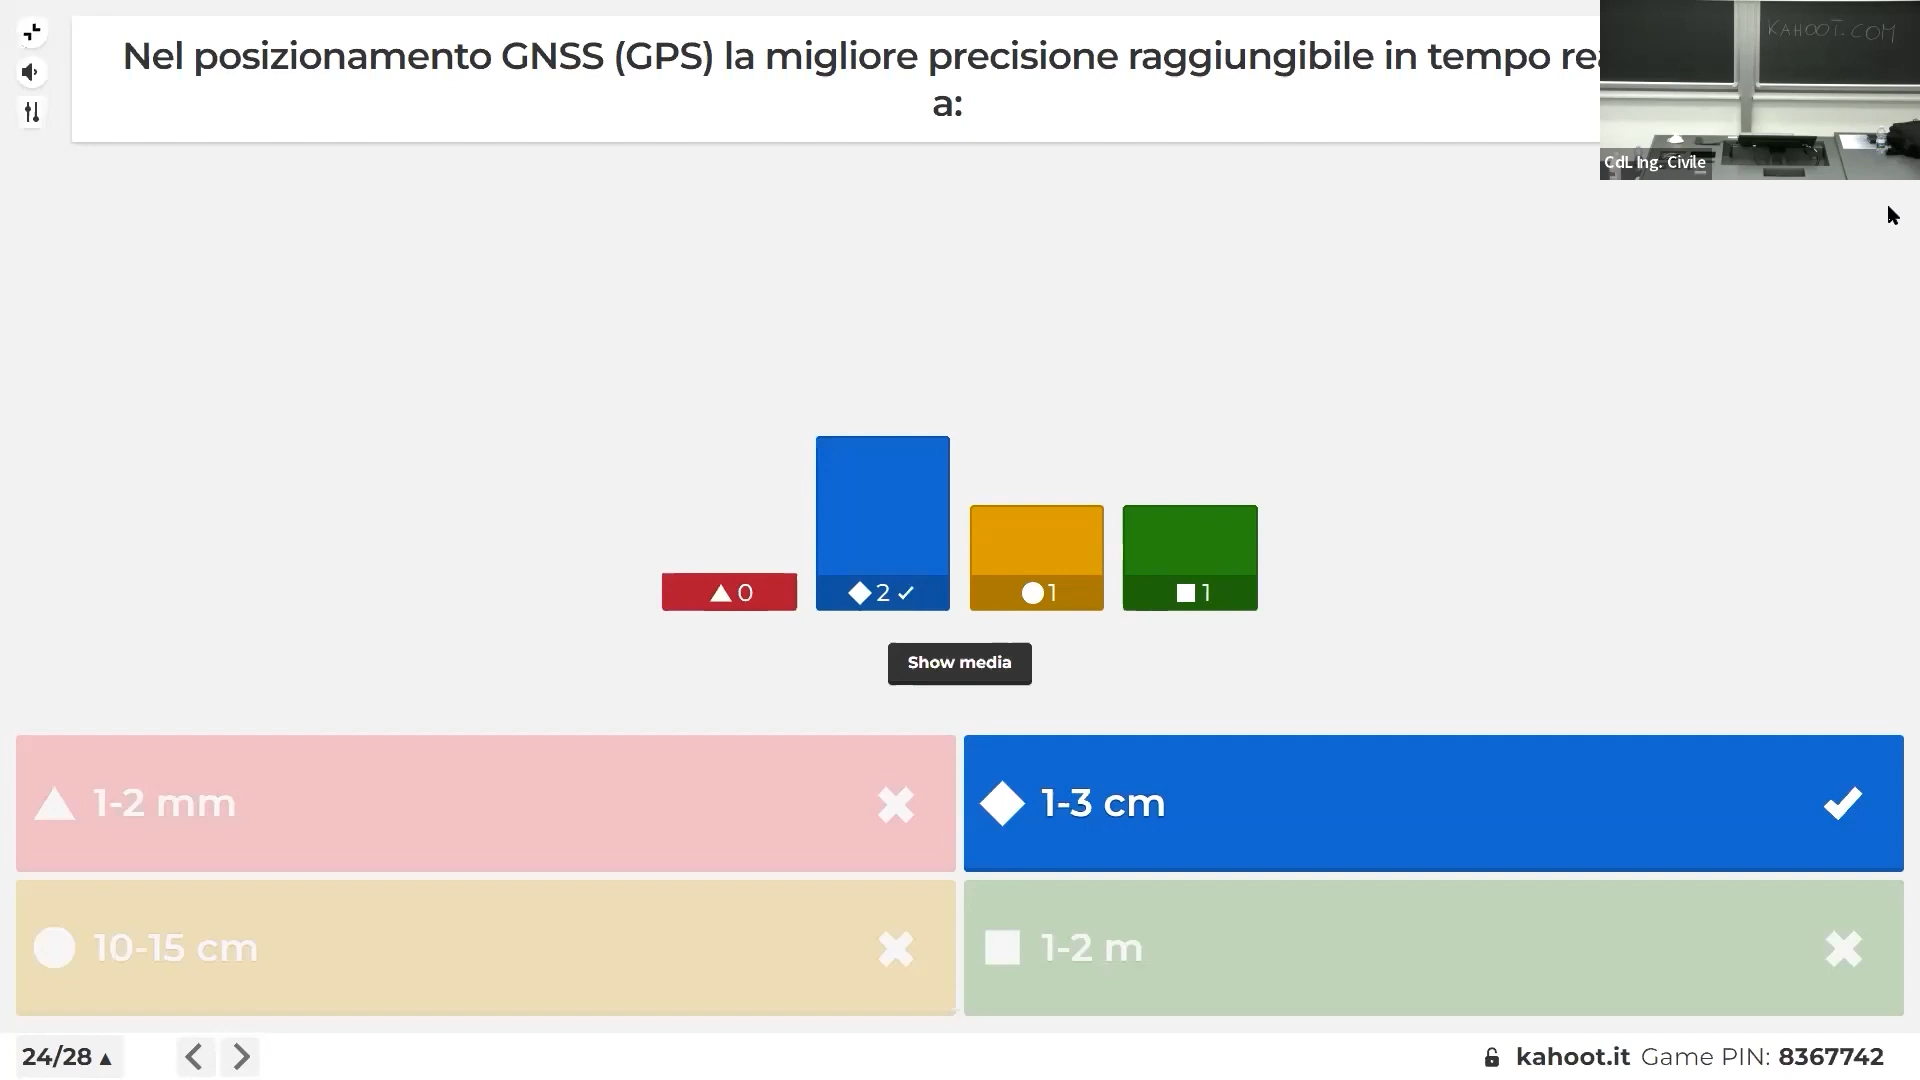 Nel posizionamento GNSS (GPS) la migliore precisione raggiungibile in tempo
a:
KAHOOT.COM
CdL Ing. Civile
0
2
1
1
Show media
1-2 mm
1-3 cm
10-15 cm
1-2 m
24/28
kahoot.it Game PIN: 8367742